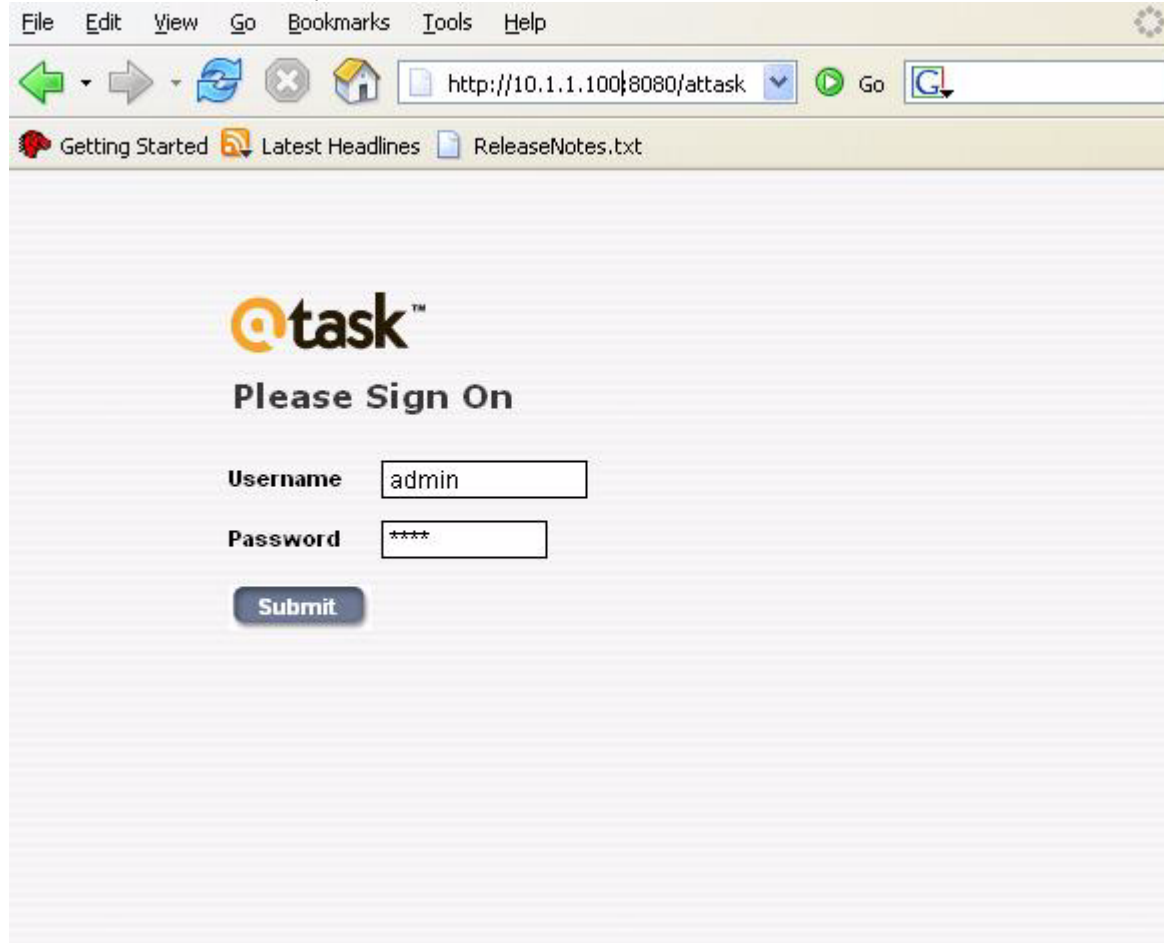 File Edit View Go Bookmarks Tools Help
http://10.1.1.100:8080/attask Go G
Getting Started Latest Headlines ReleaseNotes.txt
@task™
Please Sign On
Username admin
Password ****
Submit